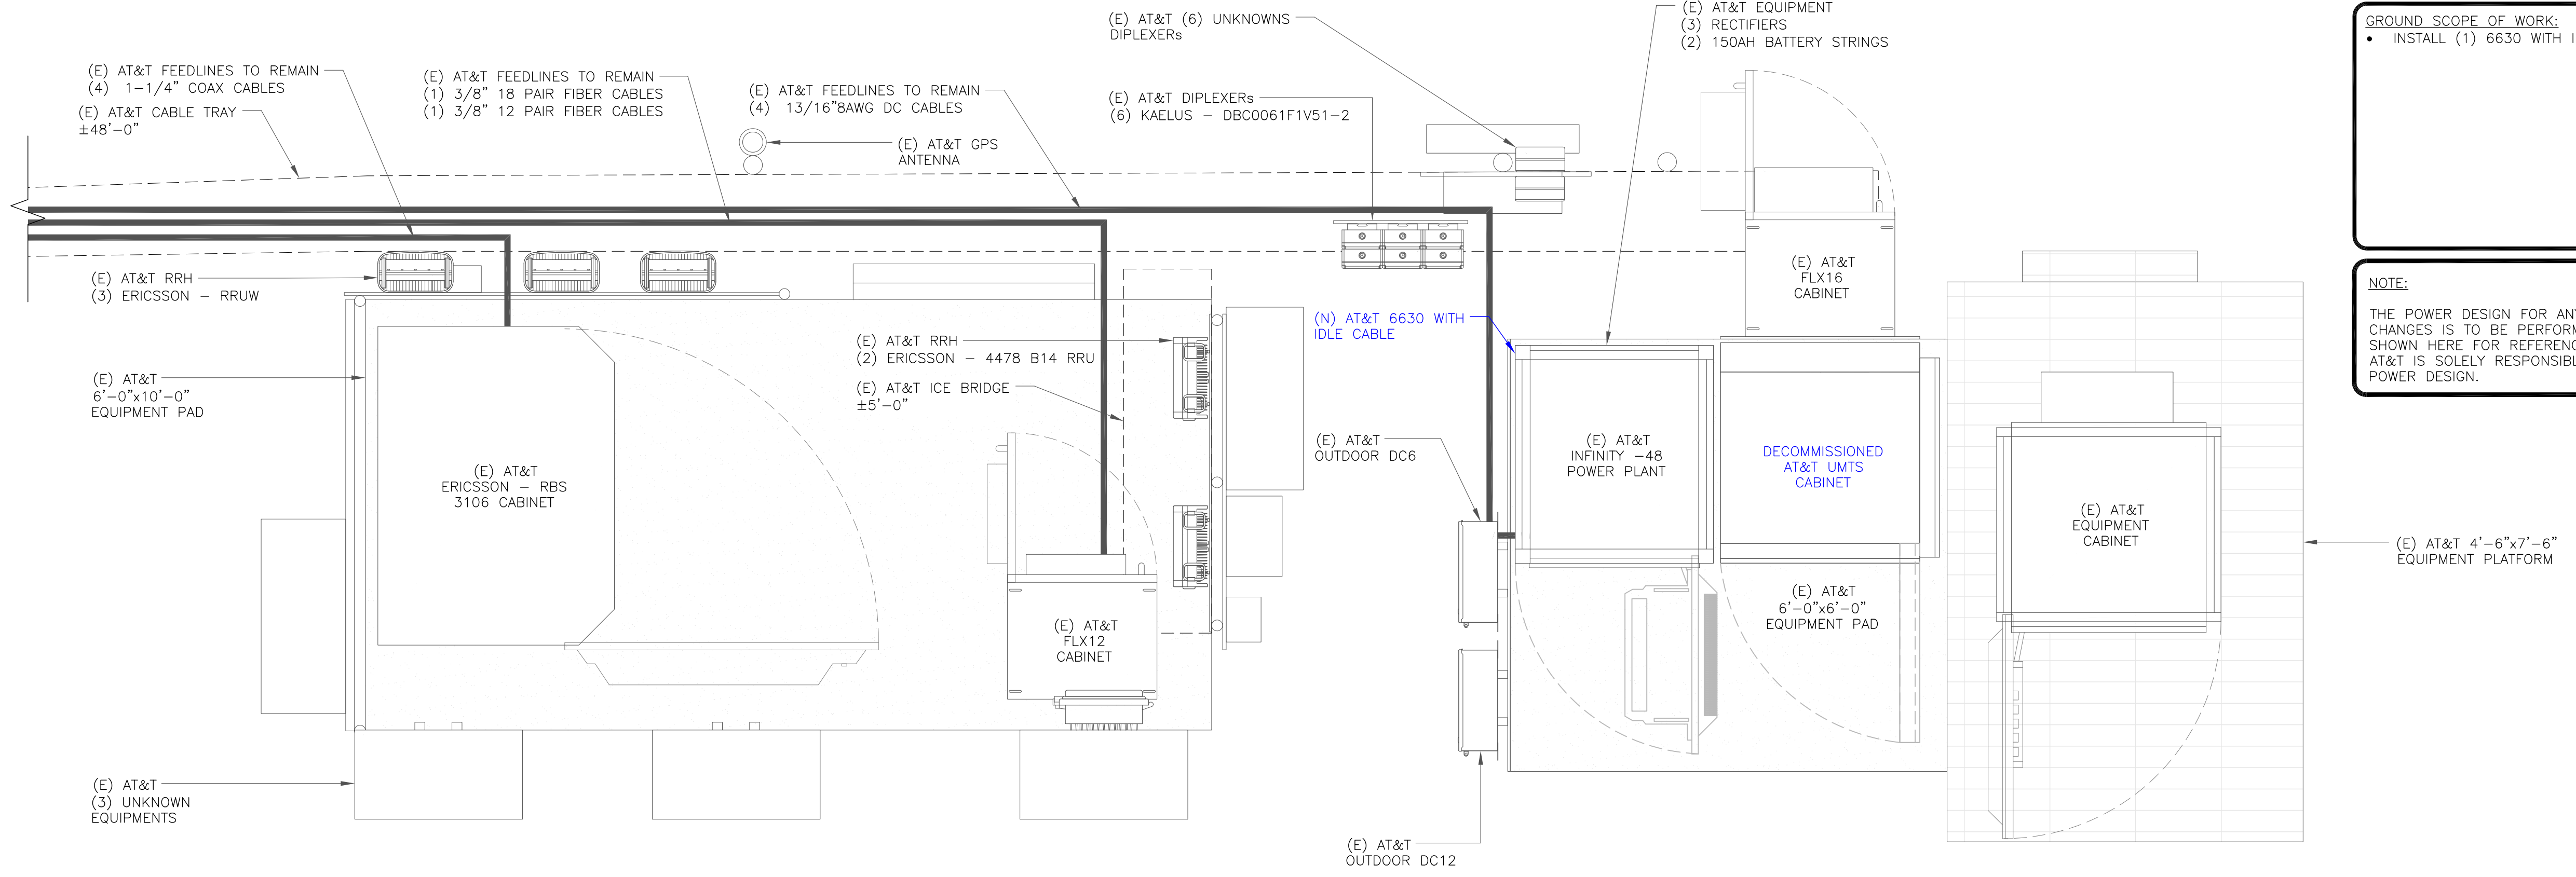 (E) AT&T (6) UNKNOWNS
DIPLEXERs
(E) AT&T EQUIPMENT
(3) RECTIFIERS
(2) 150AH BATTERY STRINGS
GROUND SCOPE OF WORK:
• INSTALL (1) 6630 WITH I
(E) AT&T FEEDLINES TO REMAIN
(4) 1-1/4" COAX CABLES
(E) AT&T CABLE TRAY
±48'-0"
(E) AT&T FEEDLINES TO REMAIN
(1) 3/8" 18 PAIR FIBER CABLES
(1) 3/8" 12 PAIR FIBER CABLES
(E) AT&T FEEDLINES TO REMAIN
(4) 13/16"8AWG DC CABLES
(E) AT&T GPS
ANTENNA
(E) AT&T DIPLEXERs
(6) KAELUS - DBC0061F1V51-2
(E) AT&T RRH
(3) ERICSSON - RRUW
(E) AT&T
FLX16
CABINET
NOTE:
THE POWER DESIGN FOR AN
CHANGES IS TO BE PERFORM
SHOWN HERE FOR REFERENC
AT&T IS SOLELY RESPONSIBL
POWER DESIGN.
(N) AT&T 6630 WITH
IDLE CABLE
(E) AT&T RRH
(2) ERICSSON - 4478 B14 RRU
(E) AT&T ICE BRIDGE
±5'-0"
(E) AT&T
6'-0"x10'-0"
EQUIPMENT PAD
(E) AT&T
ERICSSON - RBS
3106 CABINET
(E) AT&T
OUTDOOR DC6
(E) AT&T
INFINITY -48
POWER PLANT
DECOMMISSIONED
AT&T UMTS
CABINET
(E) AT&T
EQUIPMENT
CABINET
(E) AT&T 4'-6"x7'-6"
EQUIPMENT PLATFORM
(E) AT&T
6'-0"x6'-0"
EQUIPMENT PAD
(E) AT&T
FLX12
CABINET
(E) AT&T
(3) UNKNOWN
EQUIPMENTS
(E) AT&T
OUTDOOR DC12